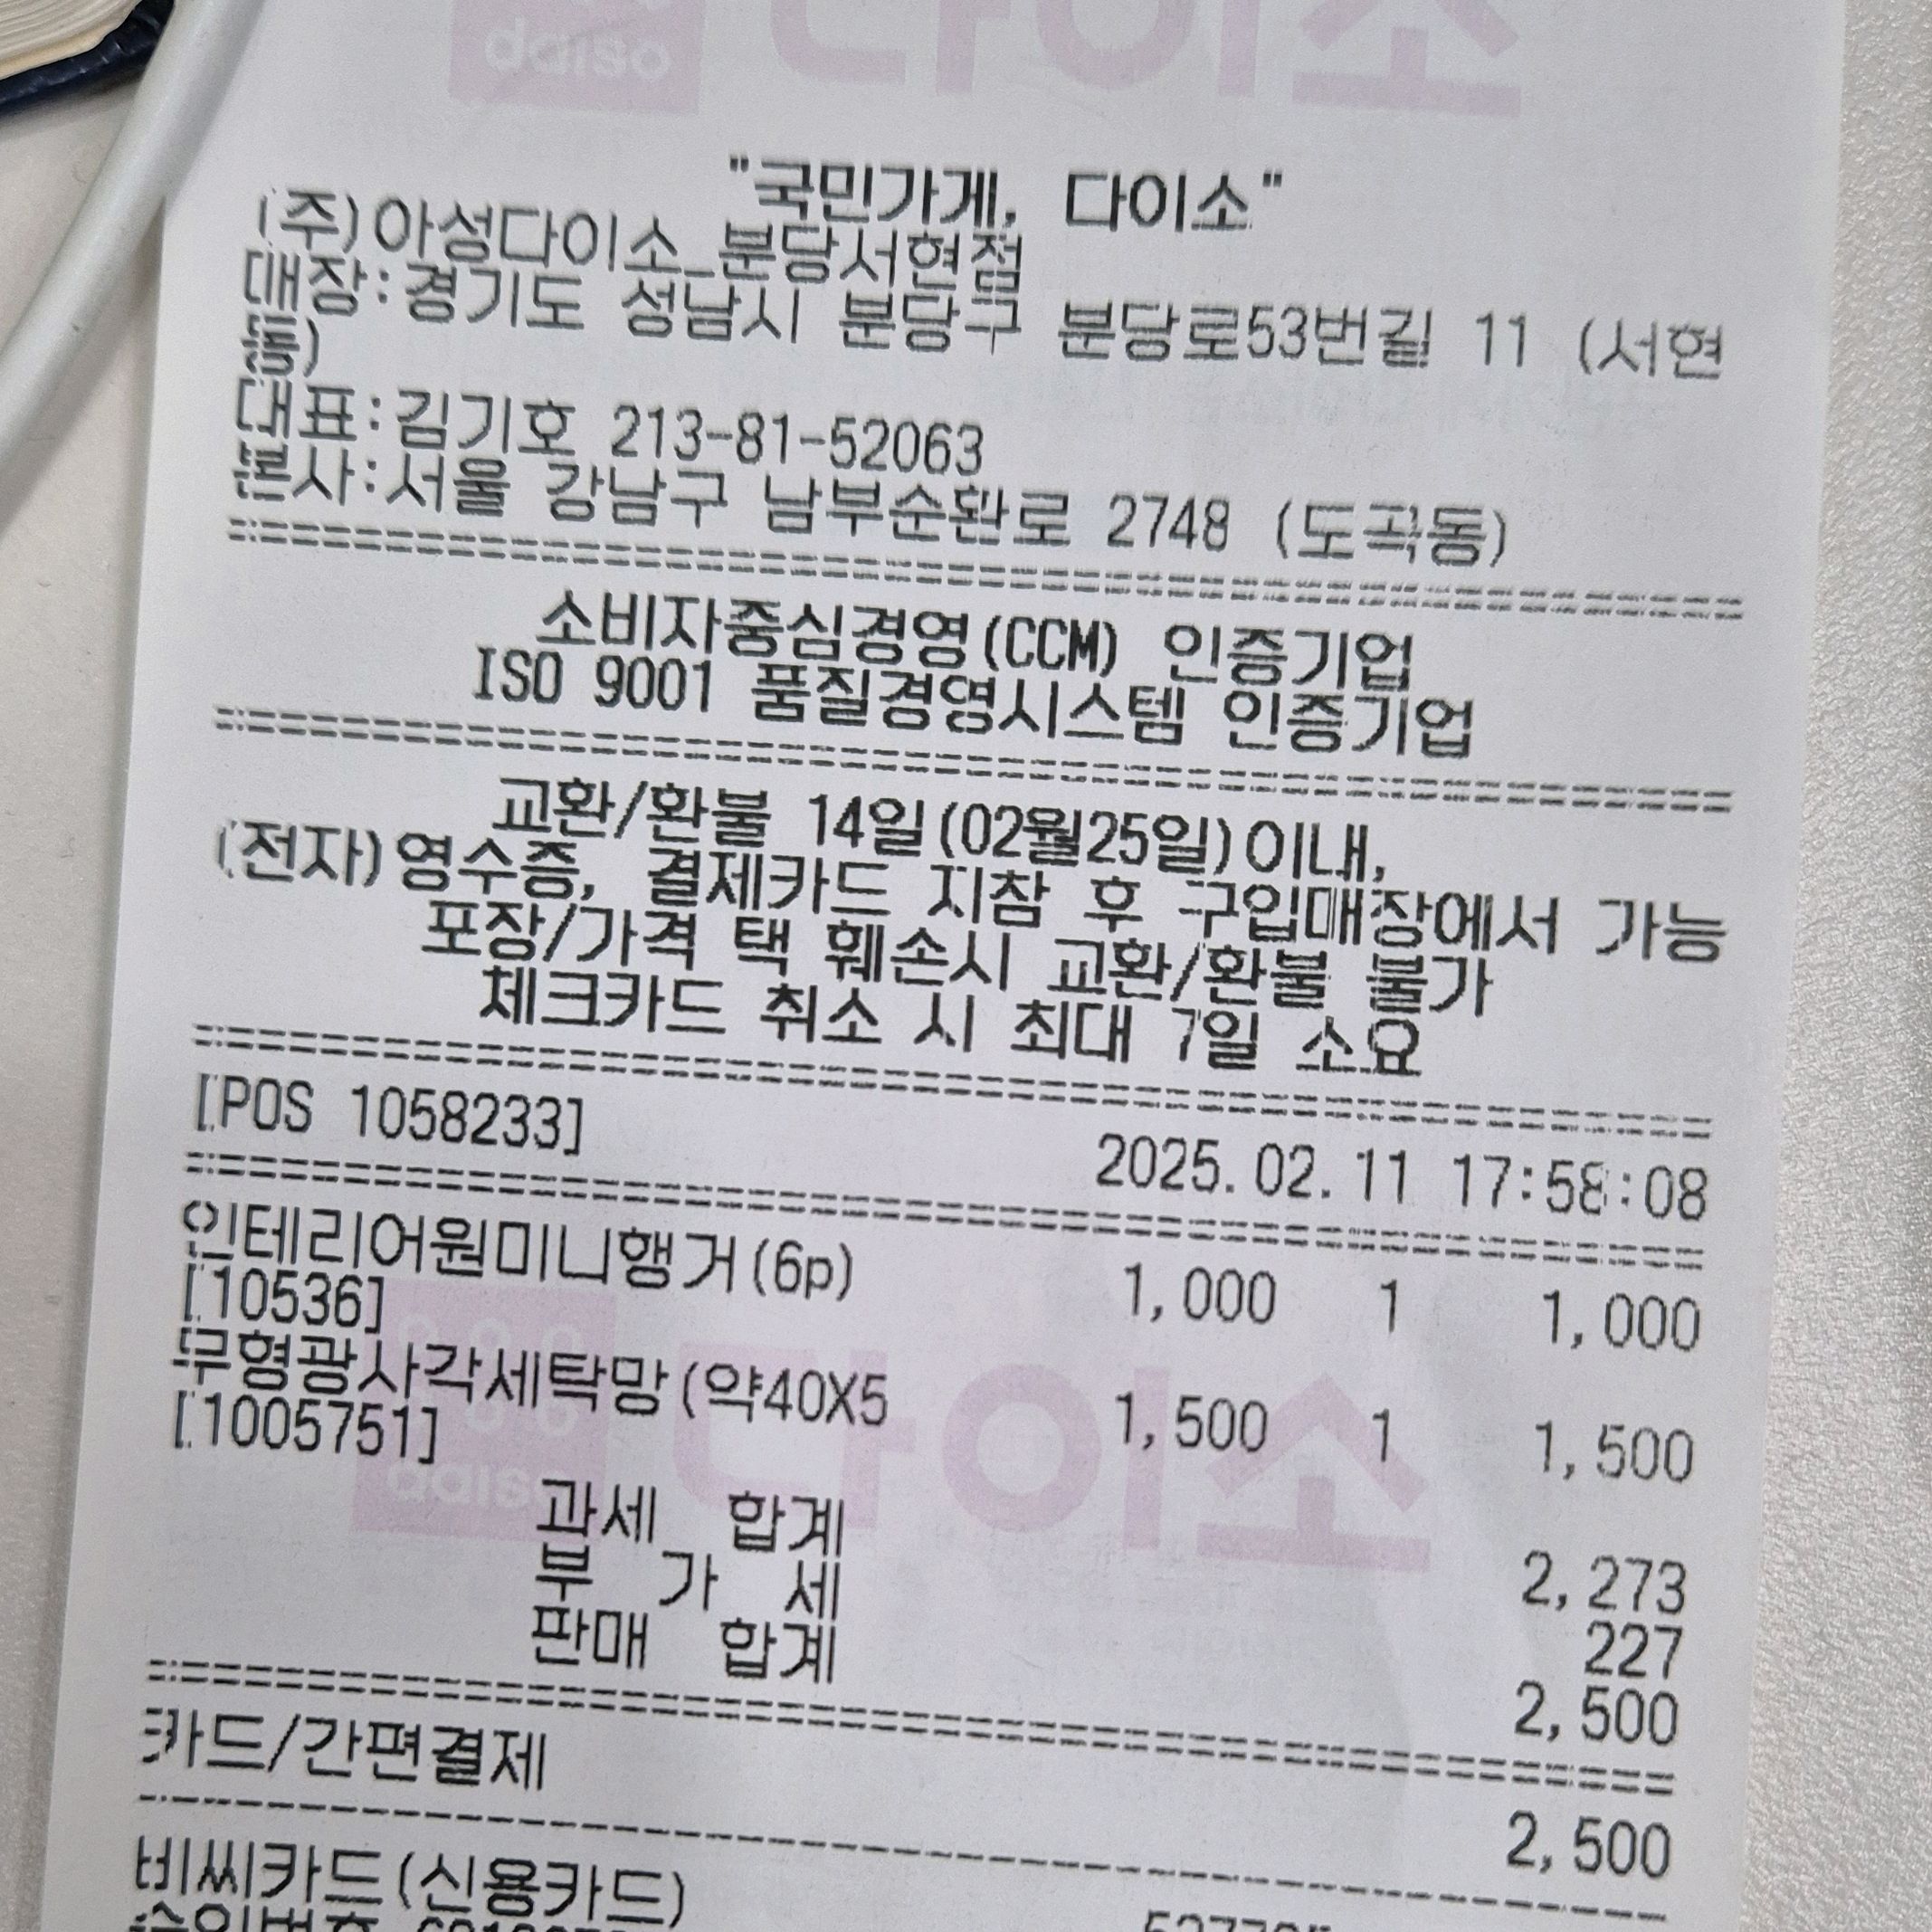 daiso 다이소
"국민가게, 다이소"
(주)아성다이소_분당서현점
매장:경기도 성남시 분당구 분당로53번길 11 (서현
동)
대표:김기호 213-81-52063
본사:서울 강남구 남부순환로 2748 (도곡동)
소비자중심경영(CCM) 인증기업
ISO 9001 품질경영시스템 인증기업
교환/환불 14일(02월25일)이내,
(전자)영수증, 결제카드 지참 후 구입매장에서 가능
포장/가격 택 훼손시 교환/환불 불가
체크카드 취소 시 최대 7일 소요
[POS 1058233] 2025.02.11 17:58:08
인테리어원미니행거(6p) 1,000 1 1,000
[10536]
무형광사각세탁망(약40X5 1,500 1 1,500
[1005751]
daiso 다이소
과세 합계 2,273
부 가 세 227
판매 합계 2,500
카드/간편결제 2,500
비씨카드(신용카드)